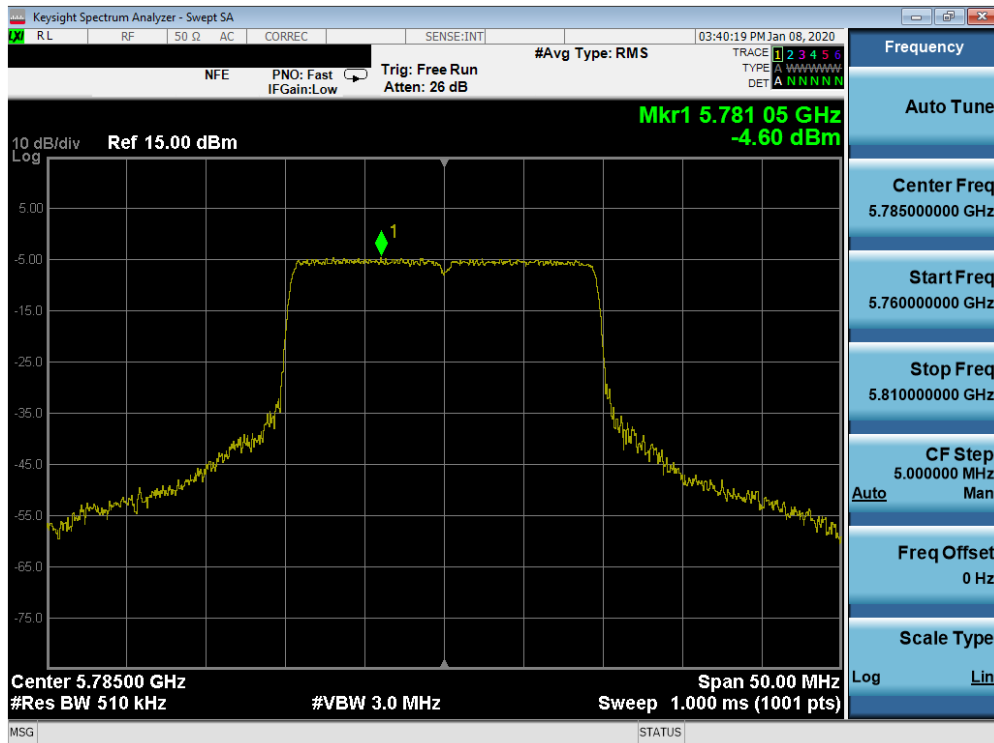 Keysight Spectrum Analyzer - Swept SA
LXI RL RF 50 Ω AC CORREC SENSE:INT 03:40:19 PM Jan 08, 2020
#Avg Type: RMS TRACE 1 2 3 4 5 6
NFE PNO: Fast Trig: Free Run TYPE A WWWWW
IFGain:Low Atten: 26 dB DET A N N N N N
Mkr1 5.781 05 GHz
-4.60 dBm
10 dB/div Ref 15.00 dBm
Log
1
5.00
-5.00
-15.0
-25.0
-35.0
-45.0
-55.0
-65.0
-75.0
Center 5.78500 GHz Span 50.00 MHz
#Res BW 510 kHz #VBW 3.0 MHz Sweep 1.000 ms (1001 pts)
MSG STATUS
Frequency
Auto Tune
Center Freq
5.785000000 GHz
Start Freq
5.760000000 GHz
Stop Freq
5.810000000 GHz
CF Step
5.000000 MHz
Auto Man
Freq Offset
0 Hz
Scale Type
Log Lin